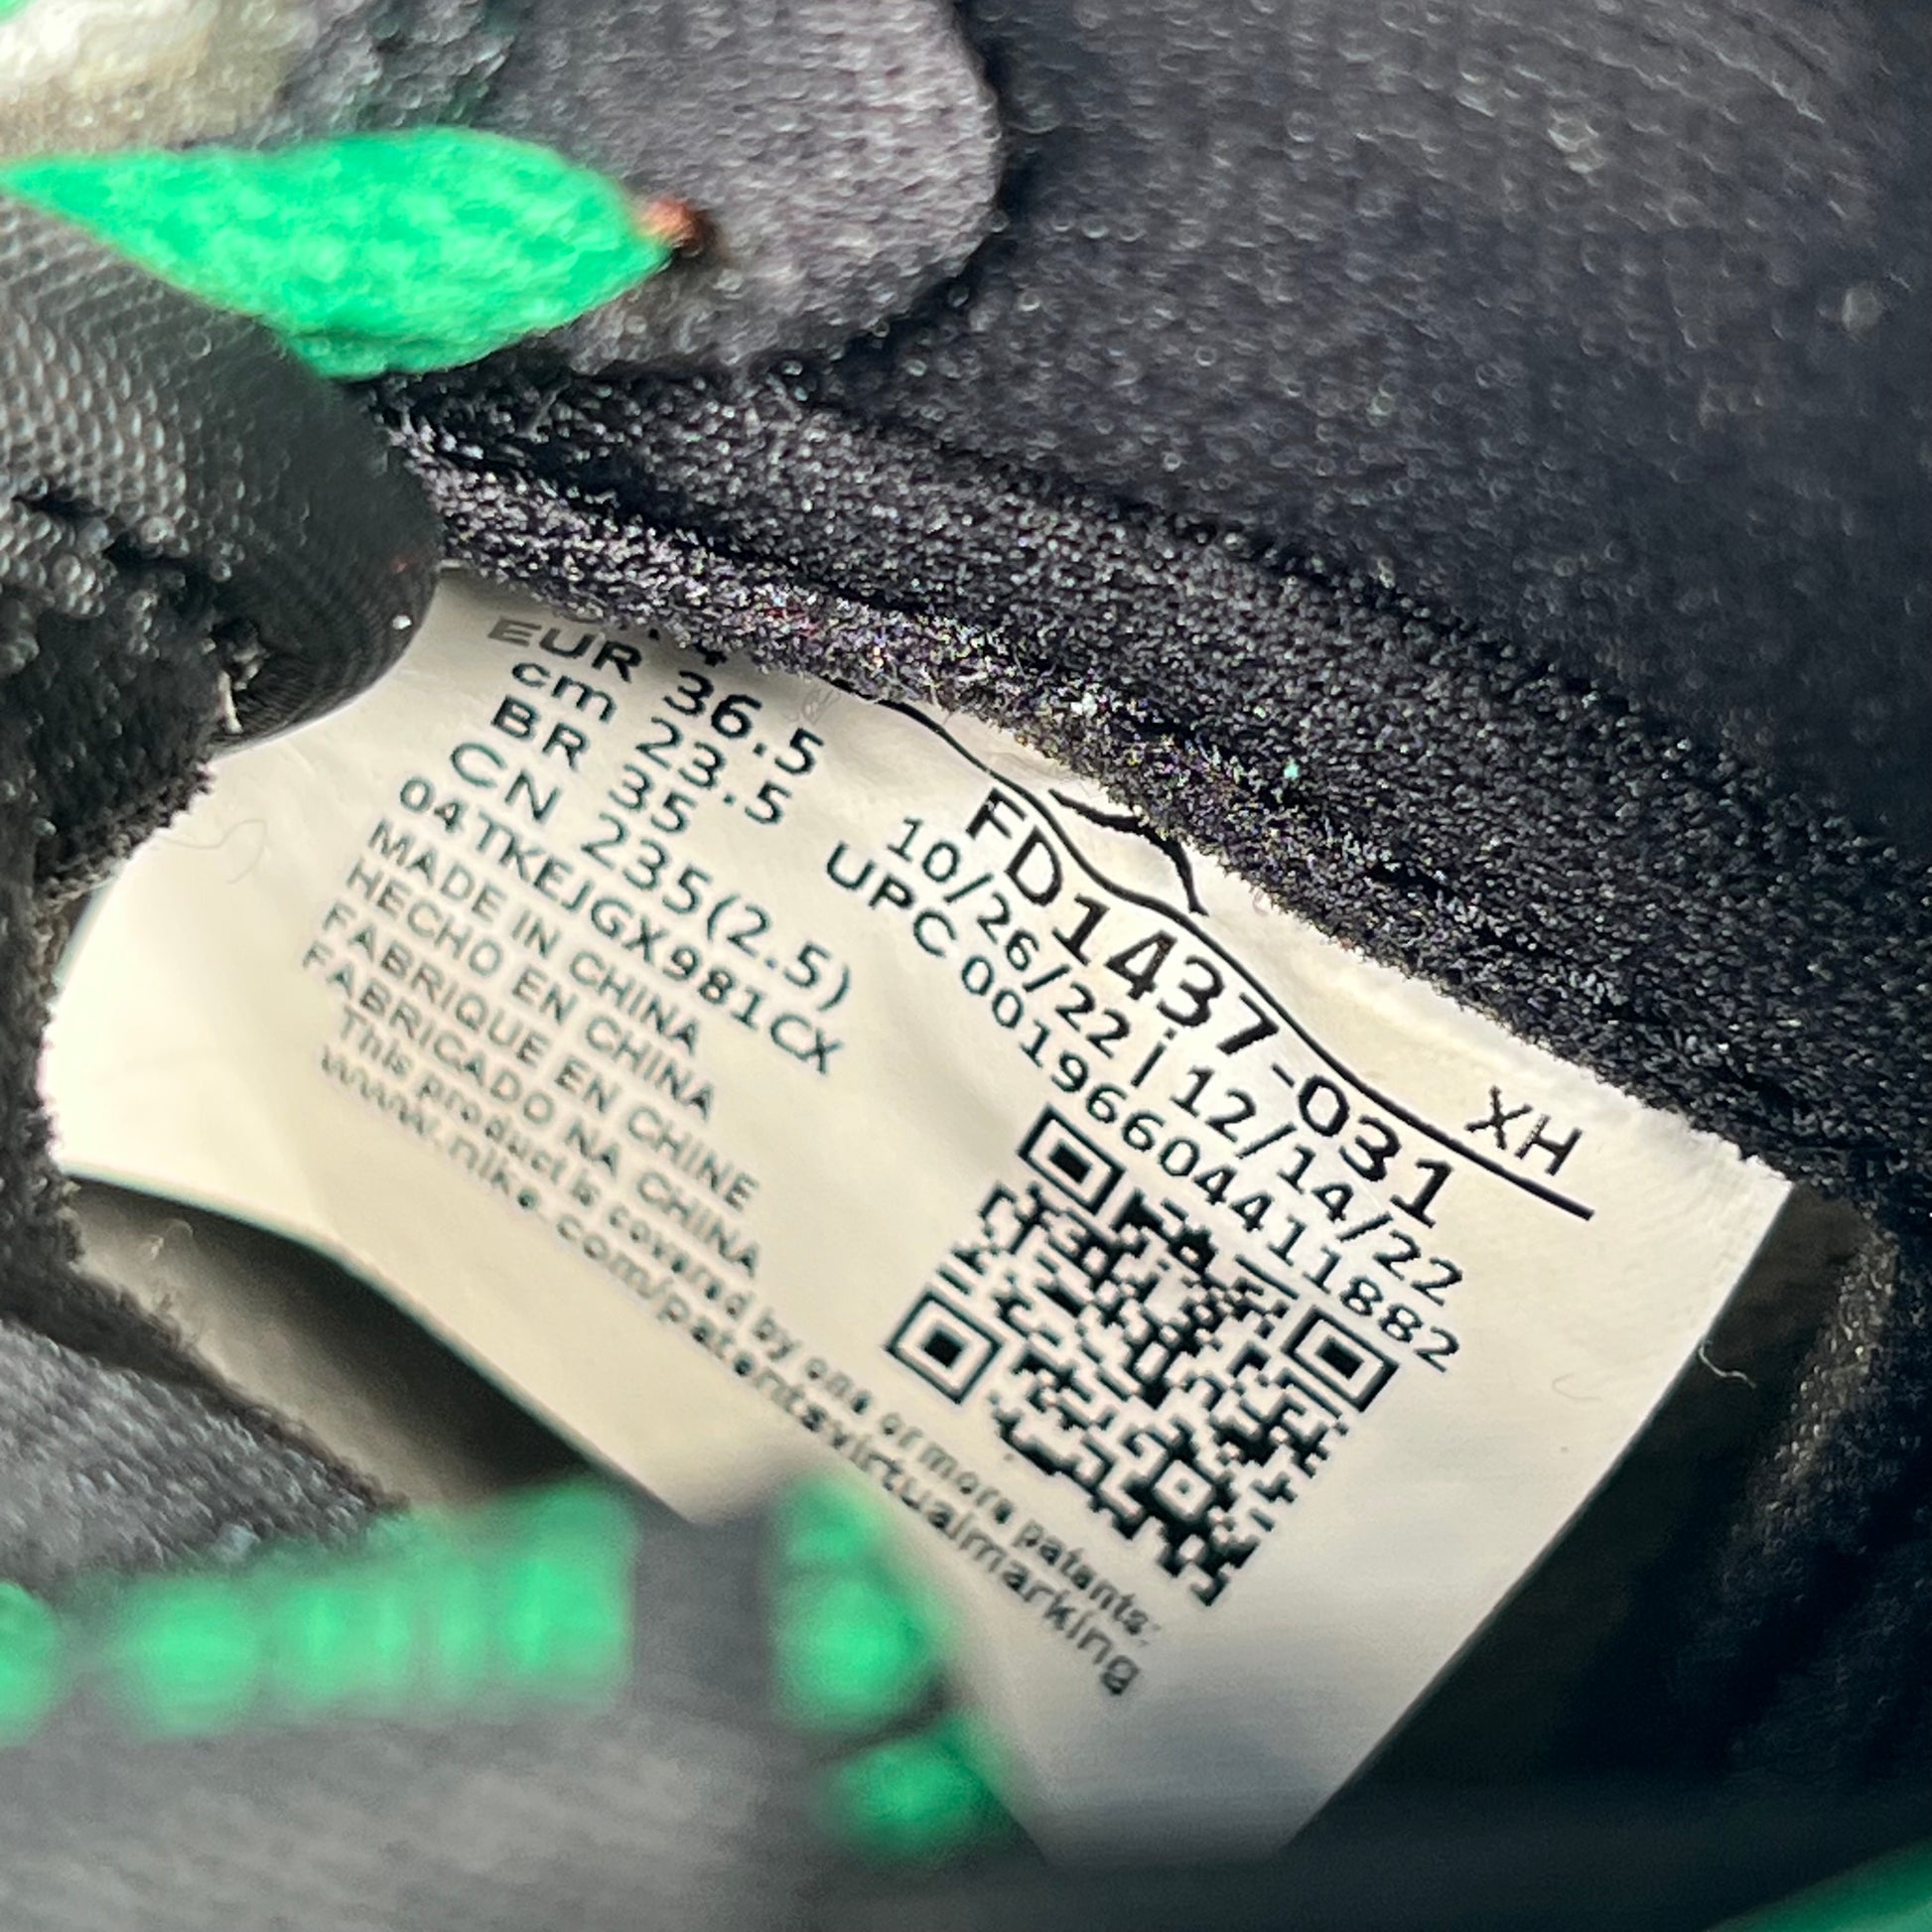 EUR 36.5
cm 23.5
BR 35
CN 235(2.5)
04TKEJGX981CX
MADE IN CHINA
HECHO EN CHINA
FABRIQUE EN CHINE
FABRICADO NA CHINA
This product is covered by one or more patents:
www.nike.com/patentsvirtualmarking
XH
FD1437-031
10/26/22 | 12/14/22
UPC 00196604411882